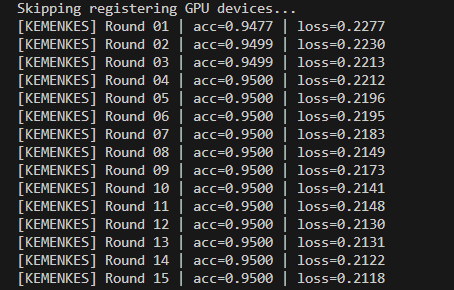 Skipping registering GPU devices...
[KEMENKES] Round 01 | acc=0.9477 | loss=0.2277
[KEMENKES] Round 02 | acc=0.9499 | loss=0.2230
[KEMENKES] Round 03 | acc=0.9499 | loss=0.2213
[KEMENKES] Round 04 | acc=0.9500 | loss=0.2212
[KEMENKES] Round 05 | acc=0.9500 | loss=0.2196
[KEMENKES] Round 06 | acc=0.9500 | loss=0.2195
[KEMENKES] Round 07 | acc=0.9500 | loss=0.2183
[KEMENKES] Round 08 | acc=0.9500 | loss=0.2149
[KEMENKES] Round 09 | acc=0.9500 | loss=0.2173
[KEMENKES] Round 10 | acc=0.9500 | loss=0.2141
[KEMENKES] Round 11 | acc=0.9500 | loss=0.2148
[KEMENKES] Round 12 | acc=0.9500 | loss=0.2130
[KEMENKES] Round 13 | acc=0.9500 | loss=0.2131
[KEMENKES] Round 14 | acc=0.9500 | loss=0.2122
[KEMENKES] Round 15 | acc=0.9500 | loss=0.2118